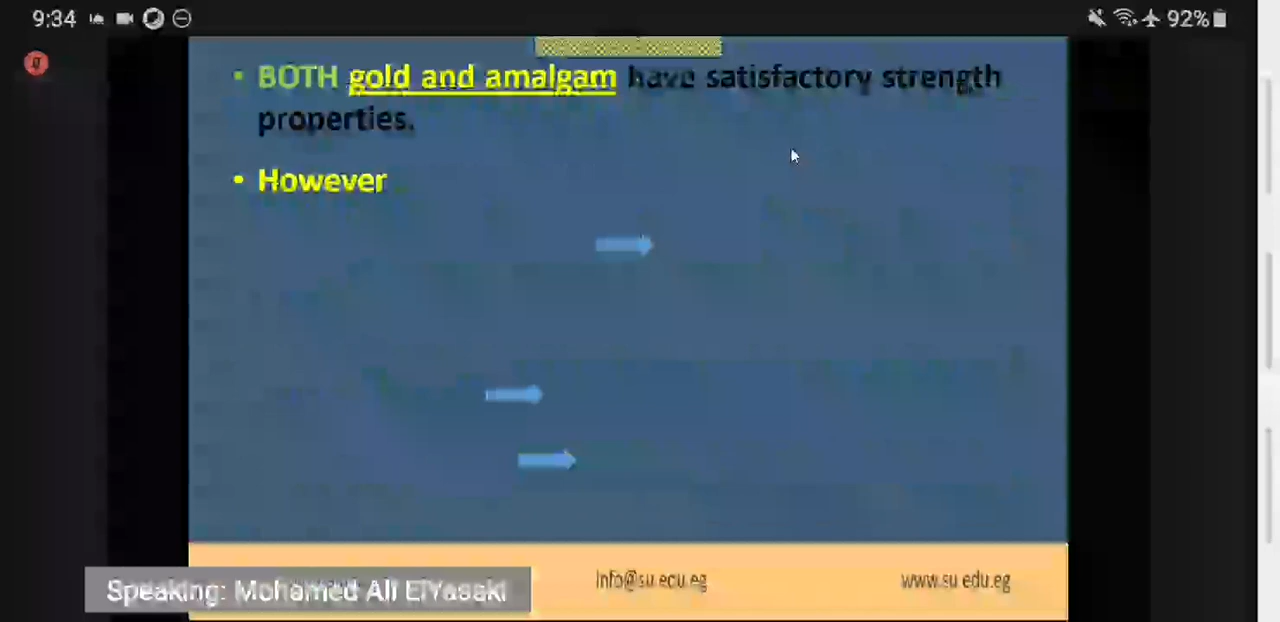 9:34
92%
• BOTH gold and amalgam have satisfactory strength
properties.
• However
Info@su.edu.eg
www.su.edu.eg
Speaking: Mohamed Ali ElYasaki